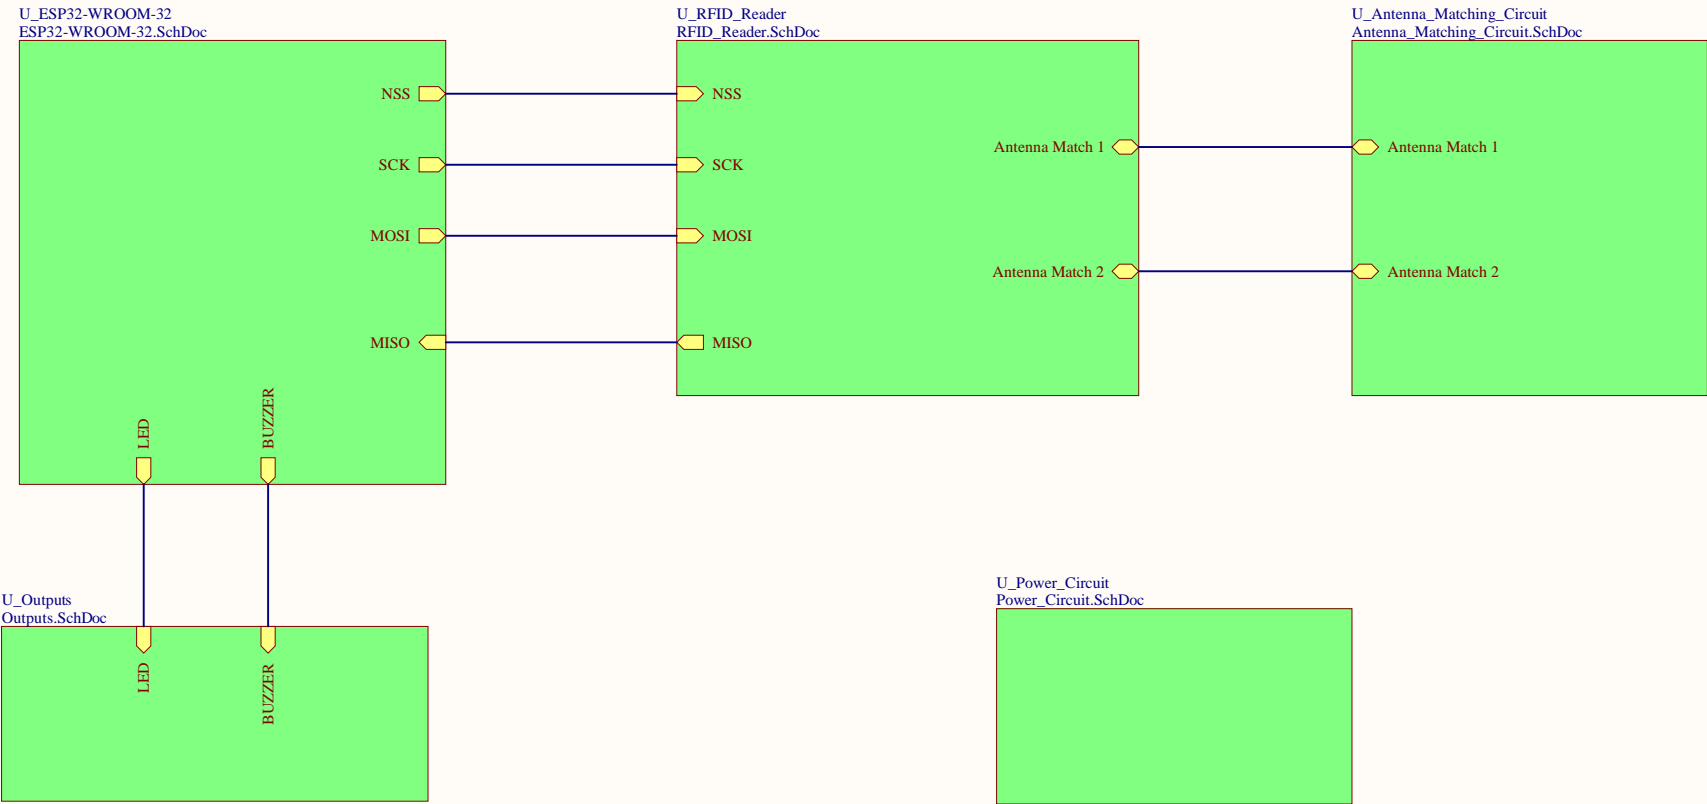 U_ESP32-WROOM-32
ESP32-WROOM-32.SchDoc
NSS
SCK
MOSI
MISO
LED
BUZZER
U_RFID_Reader
RFID_Reader.SchDoc
NSS
SCK
MOSI
MISO
Antenna Match 1
Antenna Match 2
U_Antenna_Matching_Circuit
Antenna_Matching_Circuit.SchDoc
Antenna Match 1
Antenna Match 2
U_Outputs
Outputs.SchDoc
LED
BUZZER
U_Power_Circuit
Power_Circuit.SchDoc